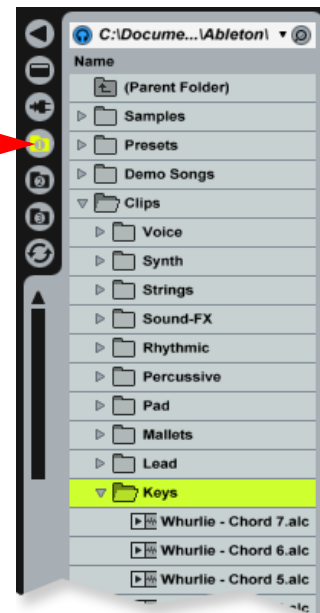 C:\Docume...\Ableton\
Name
(Parent Folder)
Samples
Presets
Demo Songs
Clips
Voice
Synth
Strings
Sound-FX
Rhythmic
Percussive
Pad
Mallets
Lead
Keys
Whurlie - Chord 7.alc
Whurlie - Chord 6.alc
Whurlie - Chord 5.alc